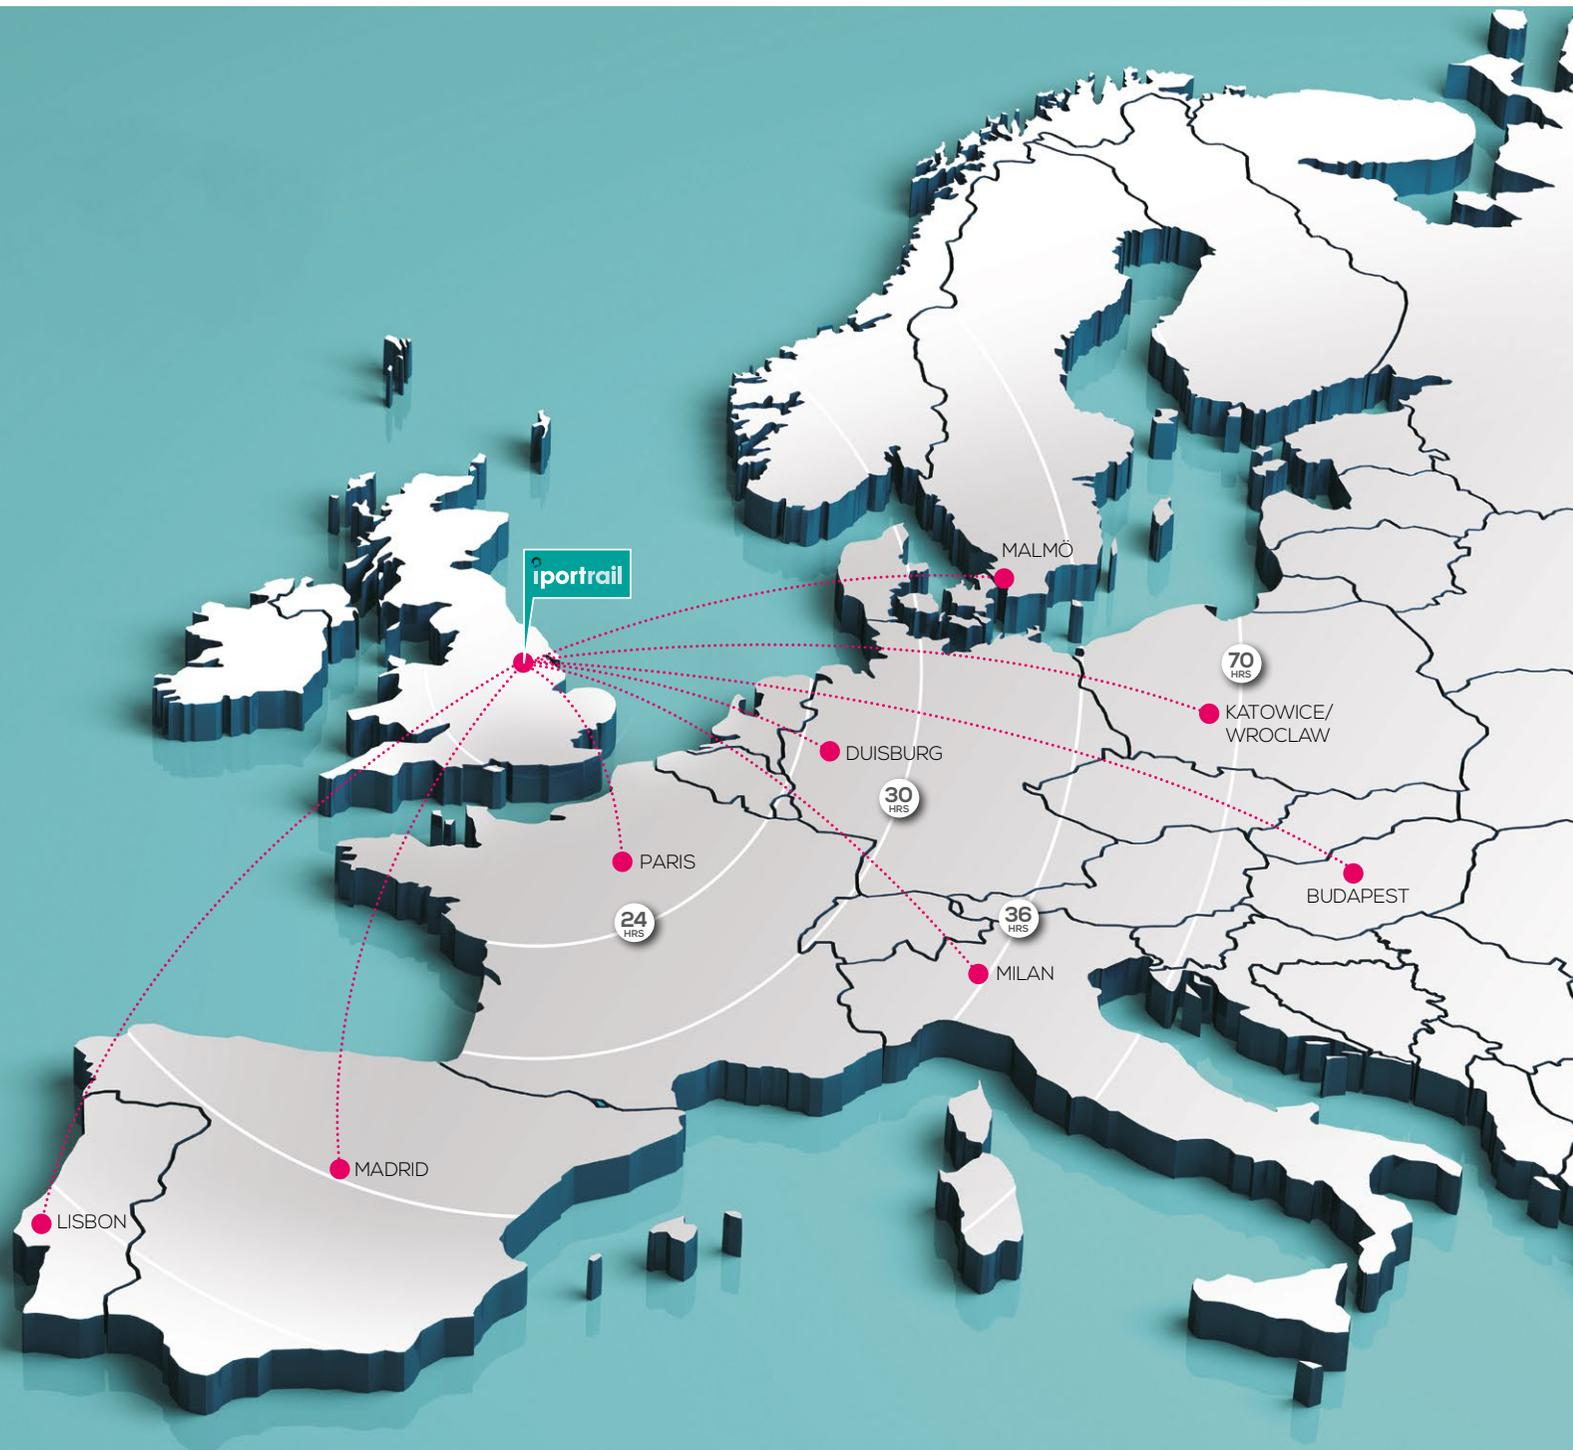 iportrail
MALMÖ
70
HRS
KATOWICE/
WROCLAW
DUISBURG
30
HRS
PARIS
BUDAPEST
24
HRS
36
HRS
MILAN
MADRID
LISBON